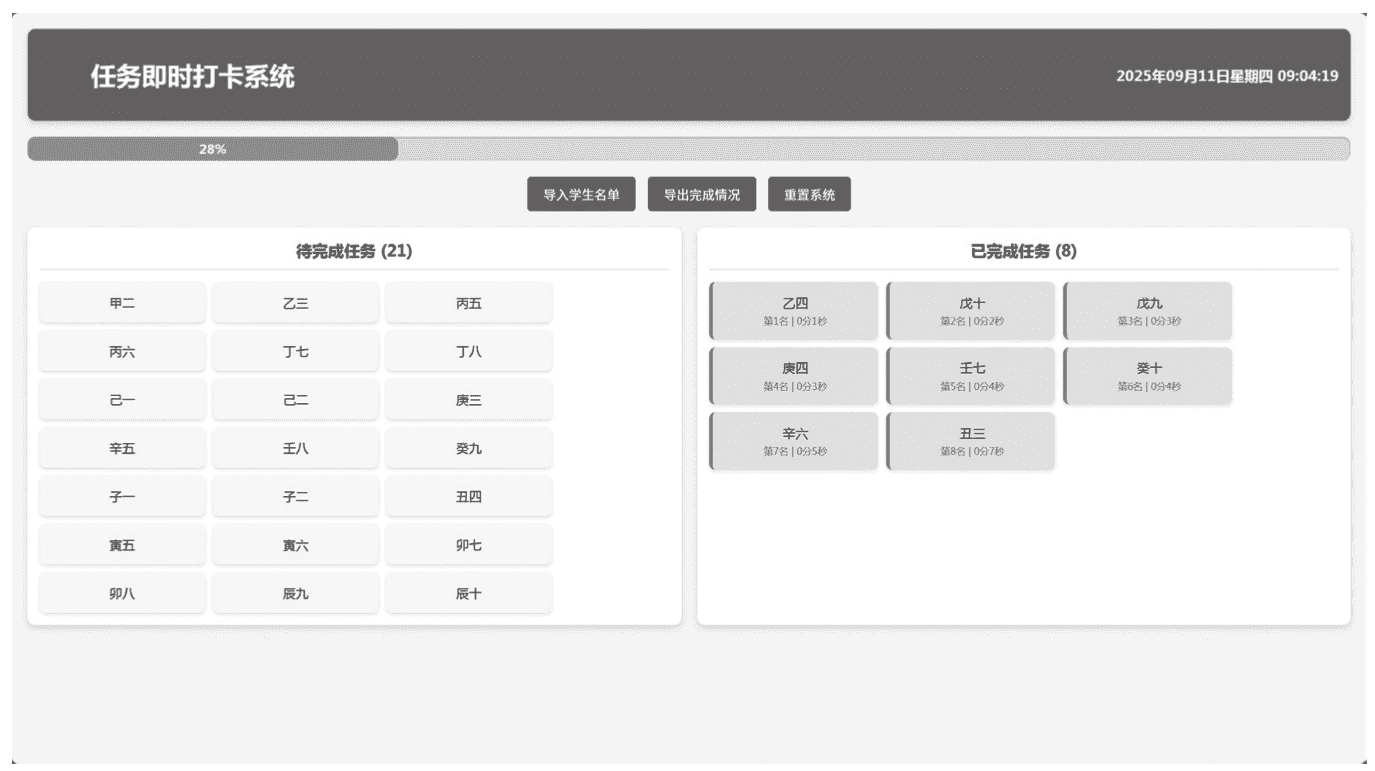 任务即时打卡系统
2025年09月11日星期四 09:04:19
28%
导入学生名单 导出完成情况 重置系统
待完成任务 (21)
甲二 乙三 丙五
丙六 丁七 丁八
己一 己二 庚三
辛五 壬八 癸九
子一 子二 丑四
寅五 寅六 卯七
卯八 辰九 辰十
已完成任务 (8)
乙四 戊十 戊九
第1名 | 0分1秒 第2名 | 0分2秒 第3名 | 0分3秒
庚四 壬七 癸十
第4名 | 0分3秒 第5名 | 0分4秒 第6名 | 0分4秒
辛六 丑三
第7名 | 0分5秒 第8名 | 0分7秒